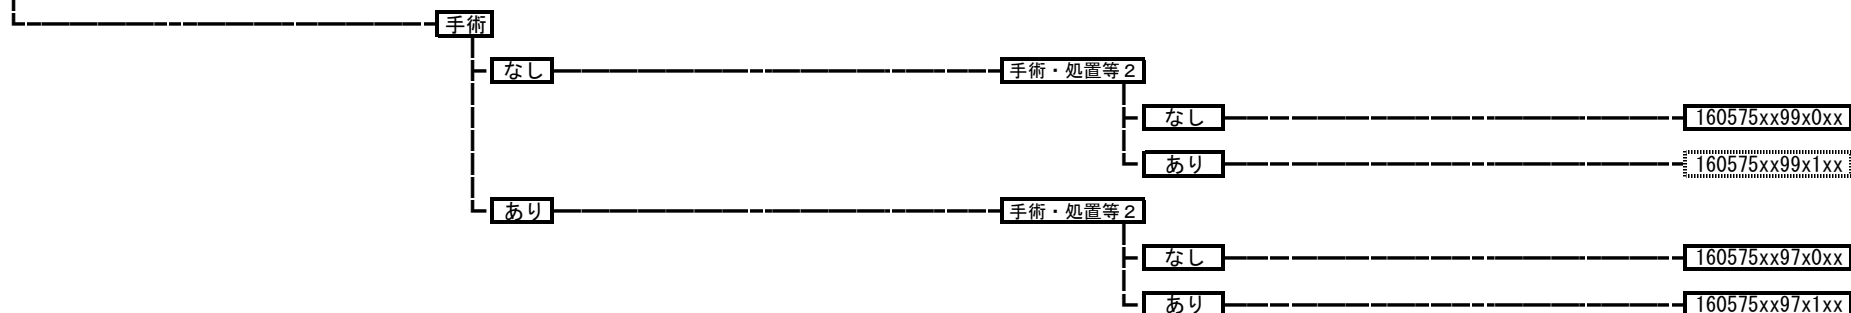 手術
なし 手術・処置等2
なし 160575xx99x0xx
あり 160575xx99x1xx
あり 手術・処置等2
なし 160575xx97x0xx
あり 160575xx97x1xx